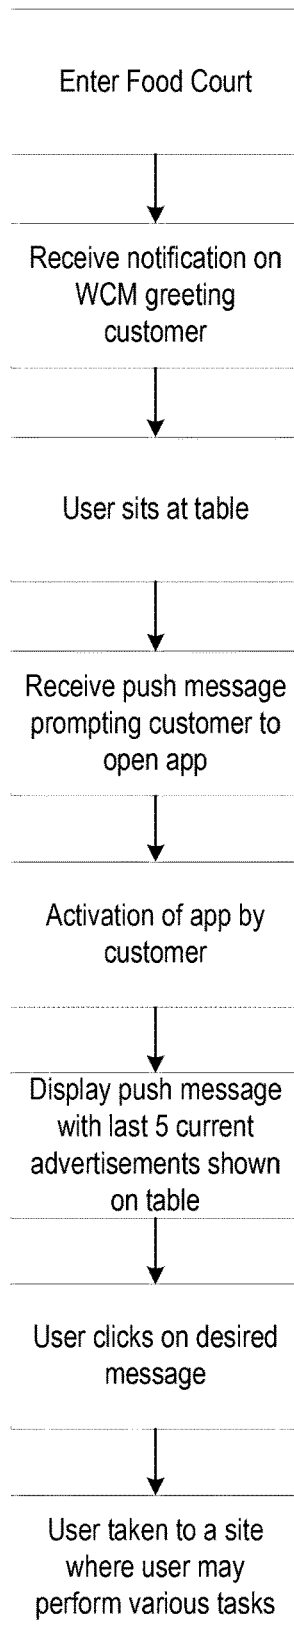 Enter Food Court
Receive notification on
WCM greeting
customer
User sits at table
Receive push message
prompting customer to
open app
Activation of app by
customer
Display push message
with last 5 current
advertisements shown
on table
User clicks on desired
message
User taken to a site
where user may
perform various tasks